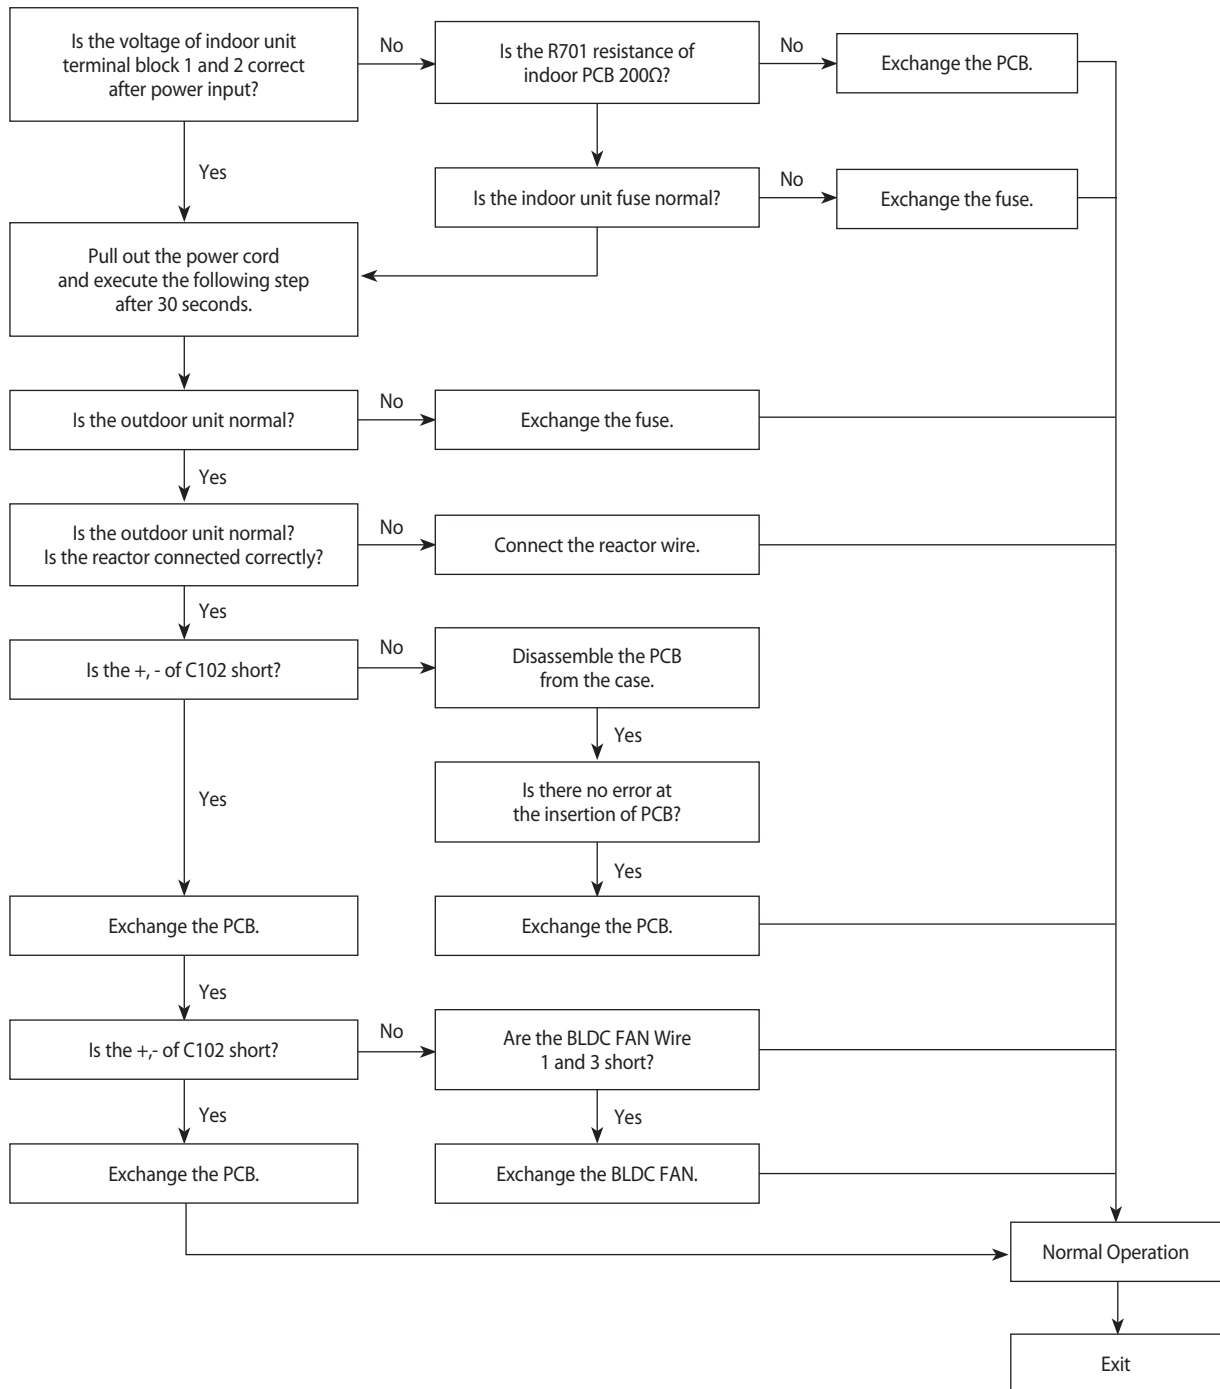 Is the voltage of indoor unit
terminal block 1 and 2 correct
after power input?
No
Is the R701 resistance of
indoor PCB 200Ω?
No
Exchange the PCB.
Yes
Is the indoor unit fuse normal?
No
Exchange the fuse.
Pull out the power cord
and execute the following step
after 30 seconds.
Is the outdoor unit normal?
No
Exchange the fuse.
Yes
Is the outdoor unit normal?
Is the reactor connected correctly?
No
Connect the reactor wire.
Yes
Is the +, - of C102 short?
No
Disassemble the PCB
from the case.
Yes
Is there no error at
the insertion of PCB?
Yes
Yes
Exchange the PCB.
Exchange the PCB.
Yes
Is the +,- of C102 short?
No
Are the BLDC FAN Wire
1 and 3 short?
Yes
Yes
Exchange the PCB.
Exchange the BLDC FAN.
Normal Operation
Exit